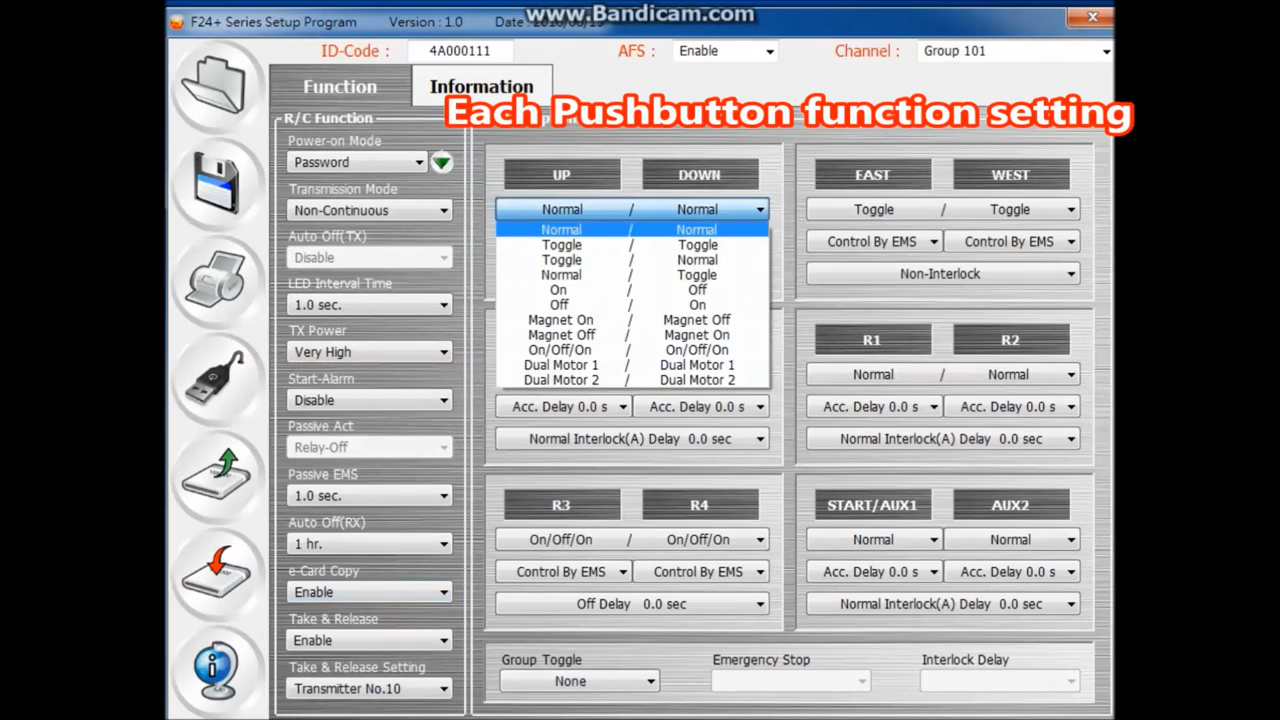 www.Bandicam.com
F24+ Series Setup Program Version : 1.0 Date :
ID-Code : 4A000111 AFS : Enable Channel : Group 101
Function Information
Each Pushbutton function setting
R/C Function
Power-on Mode
Password
Transmission Mode
Non-Continuous
Auto Off(TX)
Disable
LED Interval Time
1.0 sec.
TX Power
Very High
Start-Alarm
Disable
Passive Act
Relay-Off
Passive EMS
1.0 sec.
Auto Off(RX)
1 hr.
e-Card Copy
Enable
Take & Release
Enable
Take & Release Setting
Transmitter No.10
UP DOWN
Normal / Normal
Normal / Normal
Toggle / Toggle
Toggle / Normal
Normal / Toggle
On / Off
Off / On
Magnet On / Magnet Off
Magnet Off / Magnet On
On/Off/On / On/Off/On
Dual Motor 1 / Dual Motor 1
Dual Motor 2 / Dual Motor 2
Acc. Delay 0.0 s Acc. Delay 0.0 s
Normal Interlock(A) Delay 0.0 sec
EAST WEST
Toggle / Toggle
Control By EMS Control By EMS
Non-Interlock
R1 R2
Normal / Normal
Acc. Delay 0.0 s Acc. Delay 0.0 s
Normal Interlock(A) Delay 0.0 sec
R3 R4
On/Off/On / On/Off/On
Control By EMS Control By EMS
Off Delay 0.0 sec
START/AUX1 AUX2
Normal Normal
Acc. Delay 0.0 s Acc. Delay 0.0 s
Normal Interlock(A) Delay 0.0 sec
Group Toggle Emergency Stop Interlock Delay
None